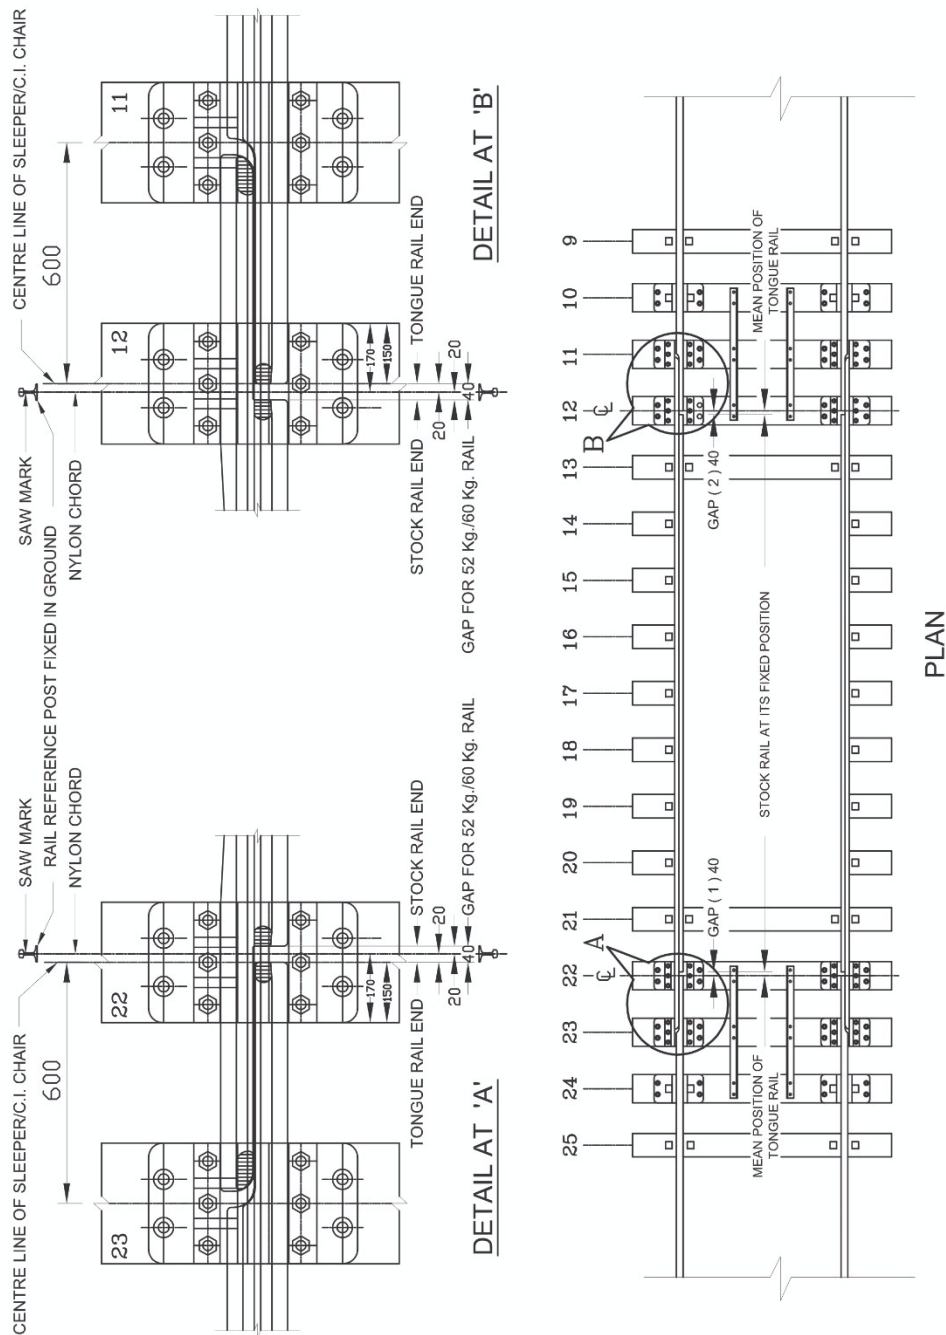 CENTRE LINE OF SLEEPER/C.I. CHAIR
SAW MARK
RAIL REFERENCE POST FIXED IN GROUND
NYLON CHORD
SAW MARK
NYLON CHORD
CENTRE LINE OF SLEEPER/C.I. CHAIR
600
600
23
22
12
11
170
150
170
150
TONGUE RAIL END
STOCK RAIL END
20
20
40
GAP FOR 52 Kg./60 Kg. RAIL
STOCK RAIL END
TONGUE RAIL END
20
20
40
GAP FOR 52 Kg./60 Kg. RAIL
DETAIL AT 'A'
DETAIL AT 'B'
25
24
23
22
21
20
19
18
17
16
15
14
13
12
11
10
9
℄
A
B
℄
MEAN POSITION OF
TONGUE RAIL
GAP ( 1 ) 40
STOCK RAIL AT ITS FIXED POSITION
GAP ( 2 ) 40
MEAN POSITION OF
TONGUE RAIL
PLAN